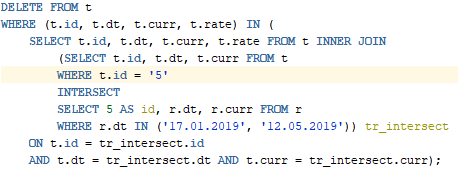 DELETE FROM t
WHERE (t.id, t.dt, t.curr, t.rate) IN (
SELECT t.id, t.dt, t.curr, t.rate FROM t INNER JOIN
(SELECT t.id, t.dt, t.curr FROM t
WHERE t.id = '5'
INTERSECT
SELECT 5 AS id, r.dt, r.curr FROM r
WHERE r.dt IN ('17.01.2019', '12.05.2019')) tr_intersect
ON t.id = tr_intersect.id
AND t.dt = tr_intersect.dt AND t.curr = tr_intersect.curr);